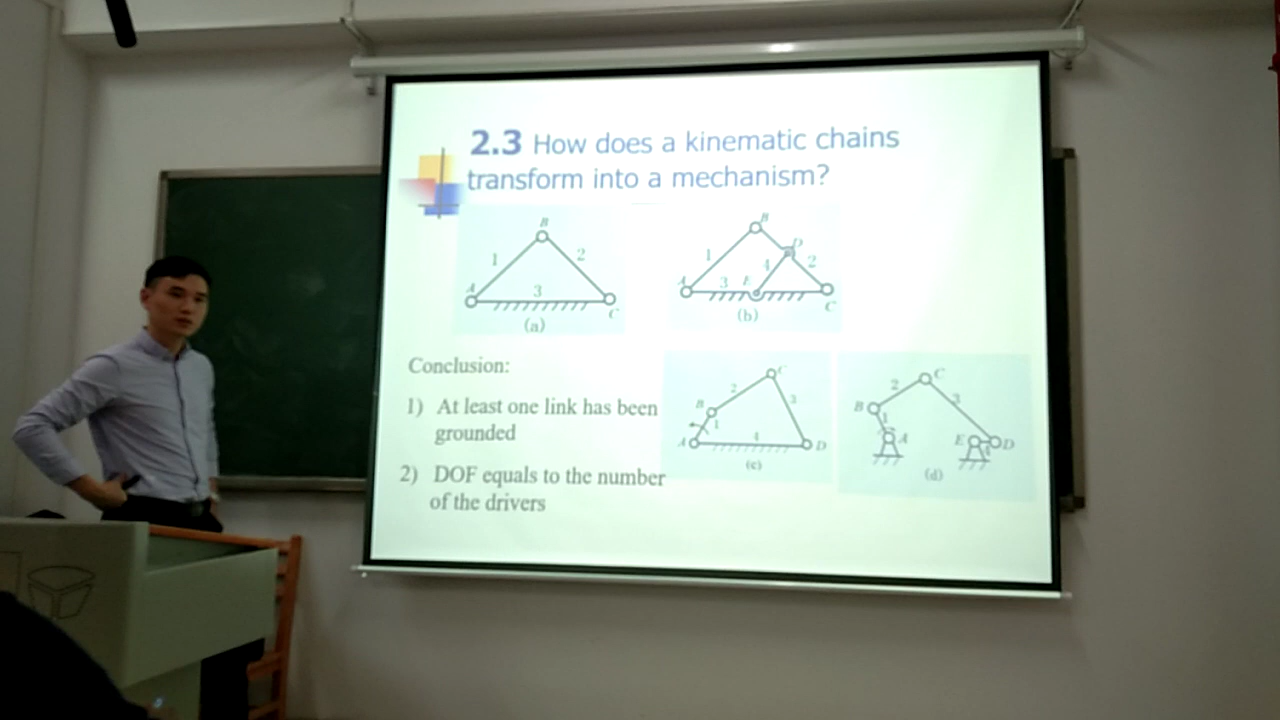 2.3 How does a kinematic chains
transform into a mechanism?
B
1
2
A
3
C
(a)
B
D
1
4
2
A
3
E
C
(b)
Conclusion:
1) At least one link has been
grounded
2) DOF equals to the number
of the drivers
C
2
B
3
1
A
4
D
(c)
C
2
3
B
1
A
E
4
D
(d)